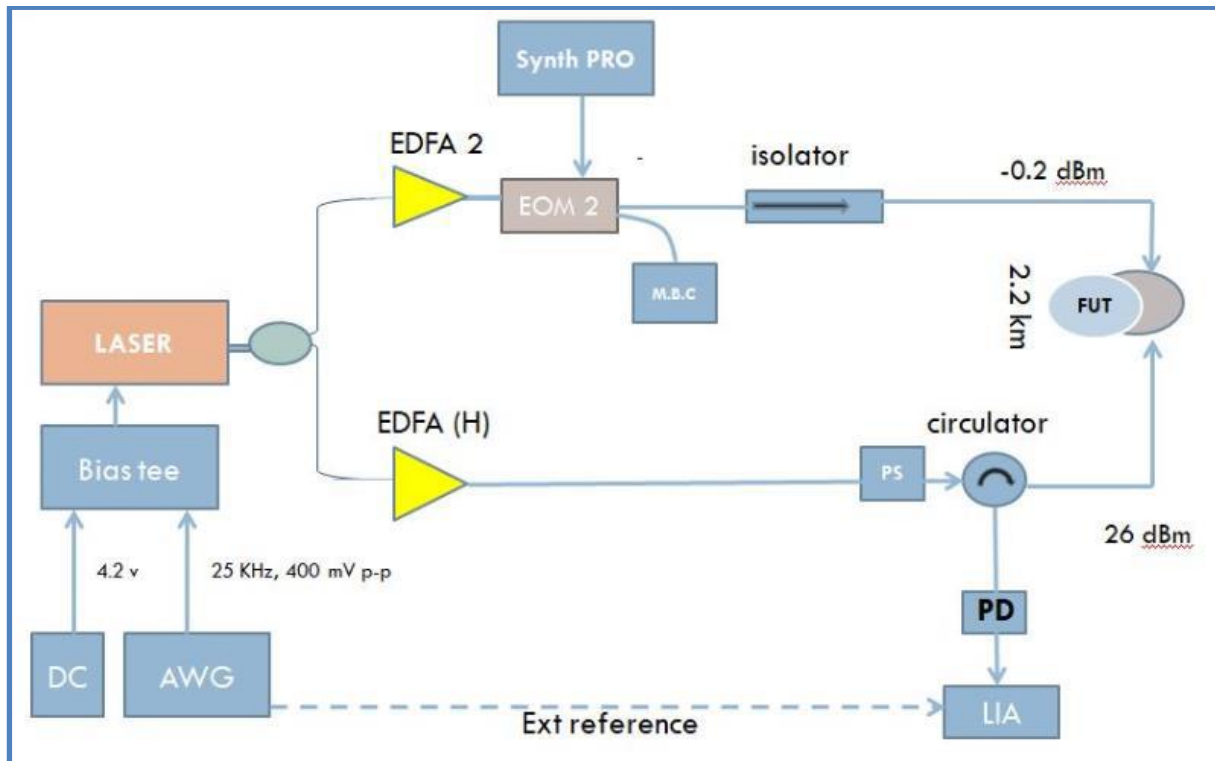 Synth PRO
EDFA 2
-
isolator
-0.2 dBm
EOM 2
M.B.C
2.2 km
FUT
LASER
EDFA (H)
circulator
Bias tee
PS
26 dBm
4.2 v
25 KHz, 400 mV p-p
PD
DC
AWG
LIA
Ext reference